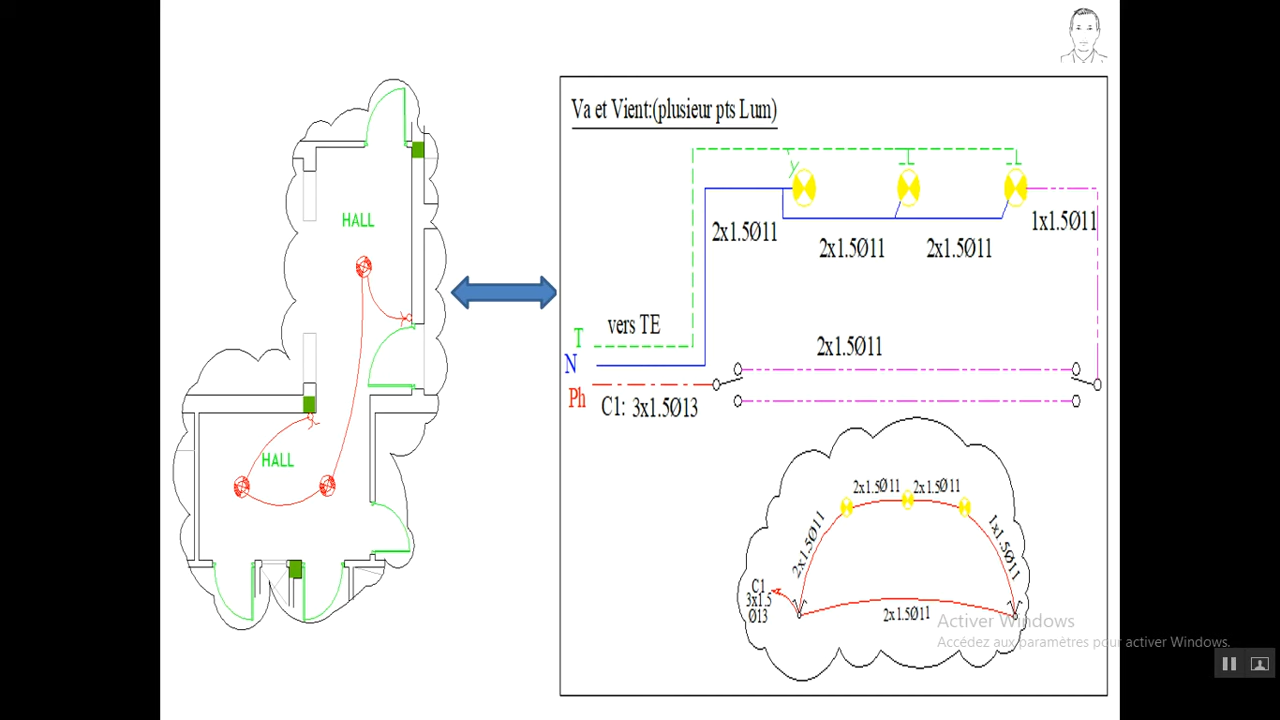 HALL
HALL
Va et Vient:(plusieur pts Lum)
2x1.5Ø11
2x1.5Ø11
2x1.5Ø11
1x1.5Ø11
T
vers TE
N
2x1.5Ø11
Ph
C1: 3x1.5Ø13
2x1.5Ø11
2x1.5Ø11
2x1.5Ø11
1x1.5Ø11
C1
3x1.5
Ø13
2x1.5Ø11
Activer Windows
Accédez aux paramètres pour activer Windows.